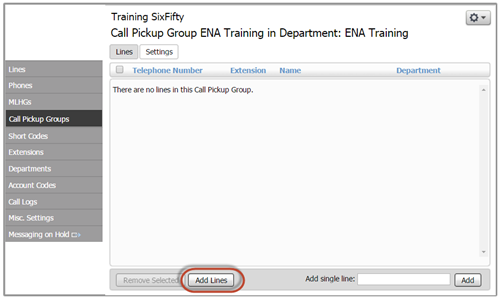 Training SixFifty
Call Pickup Group ENA Training in Department: ENA Training
Lines Settings
Telephone Number Extension Name Department
There are no lines in this Call Pickup Group.
Lines
Phones
MLHGs
Call Pickup Groups
Short Codes
Extensions
Departments
Account Codes
Call Logs
Misc. Settings
Messaging on Hold
Remove Selected Add Lines Add single line: Add